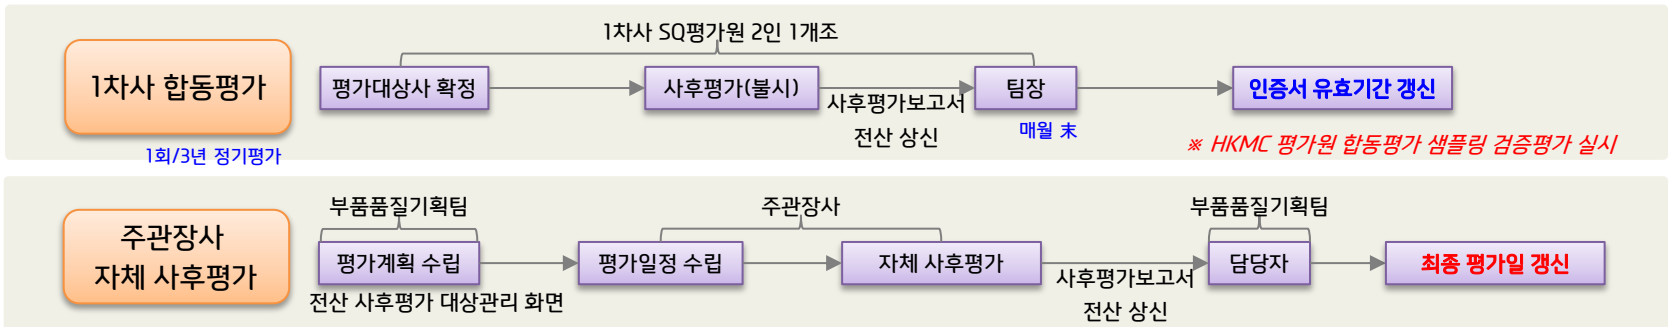 1차사 SQ평가원 2인 1개조
1차사 합동평가
평가대상사 확정
사후평가(불시)
팀장
인증서 유효기간 갱신
사후평가보고서
전산 상신
매월 末
1회/3년 정기평가
※ HKMC 평가원 합동평가 샘플링 검증평가 실시
부품품질기획팀
주관장사
부품품질기획팀
주관장사
자체 사후평가
평가계획 수립
평가일정 수립
자체 사후평가
담당자
최종 평가일 갱신
사후평가보고서
전산 상신
전산 사후평가 대상관리 화면